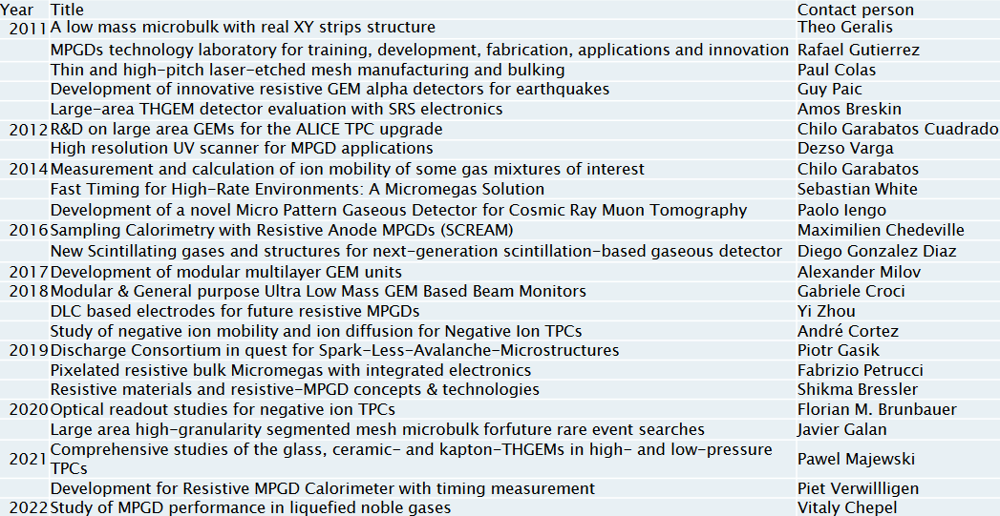 Year Title Contact person
2011 A low mass microbulk with real XY strips structure Theo Geralis
MPGDs technology laboratory for training, development, fabrication, applications and innovation Rafael Gutierrez
Thin and high-pitch laser-etched mesh manufacturing and bulking Paul Colas
Development of innovative resistive GEM alpha detectors for earthquakes Guy Paic
Large-area THGEM detector evaluation with SRS electronics Amos Breskin
2012 R&D on large area GEMs for the ALICE TPC upgrade Chilo Garabatos Cuadrado
High resolution UV scanner for MPGD applications Dezso Varga
2014 Measurement and calculation of ion mobility of some gas mixtures of interest Chilo Garabatos
Fast Timing for High-Rate Environments: A Micromegas Solution Sebastian White
Development of a novel Micro Pattern Gaseous Detector for Cosmic Ray Muon Tomography Paolo Iengo
2016 Sampling Calorimetry with Resistive Anode MPGDs (SCREAM) Maximilien Chedeville
New Scintillating gases and structures for next-generation scintillation-based gaseous detector Diego Gonzalez Diaz
2017 Development of modular multilayer GEM units Alexander Milov
2018 Modular & General purpose Ultra Low Mass GEM Based Beam Monitors Gabriele Croci
DLC based electrodes for future resistive MPGDs Yi Zhou
Study of negative ion mobility and ion diffusion for Negative Ion TPCs André Cortez
2019 Discharge Consortium in quest for Spark-Less-Avalanche-Microstructures Piotr Gasik
Pixelated resistive bulk Micromegas with integrated electronics Fabrizio Petrucci
Resistive materials and resistive-MPGD concepts & technologies Shikma Bressler
2020 Optical readout studies for negative ion TPCs Florian M. Brunbauer
Large area high-granularity segmented mesh microbulk forfuture rare event searches Javier Galan
2021 Comprehensive studies of the glass, ceramic- and kapton-THGEMs in high- and low-pressure
TPCs Pawel Majewski
Development for Resistive MPGD Calorimeter with timing measurement Piet Verwillligen
2022 Study of MPGD performance in liquefied noble gases Vitaly Chepel